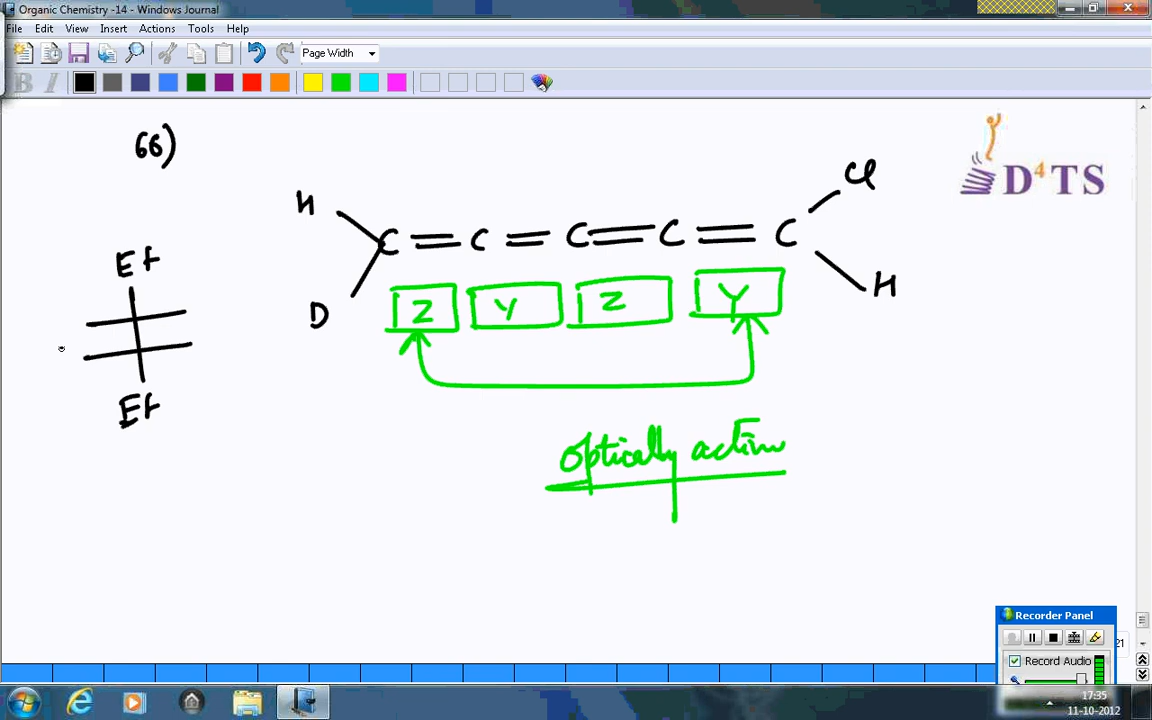 Organic Chemistry -14 - Windows Journal
File Edit View Insert Actions Tools Help
B I Page Width
66)
D4TS
H Cl
C = C = C = C = C
D H
Z Y Z Y
Et
Et
optically active
Recorder Panel
21
Record Audio
17:35
11-10-2012